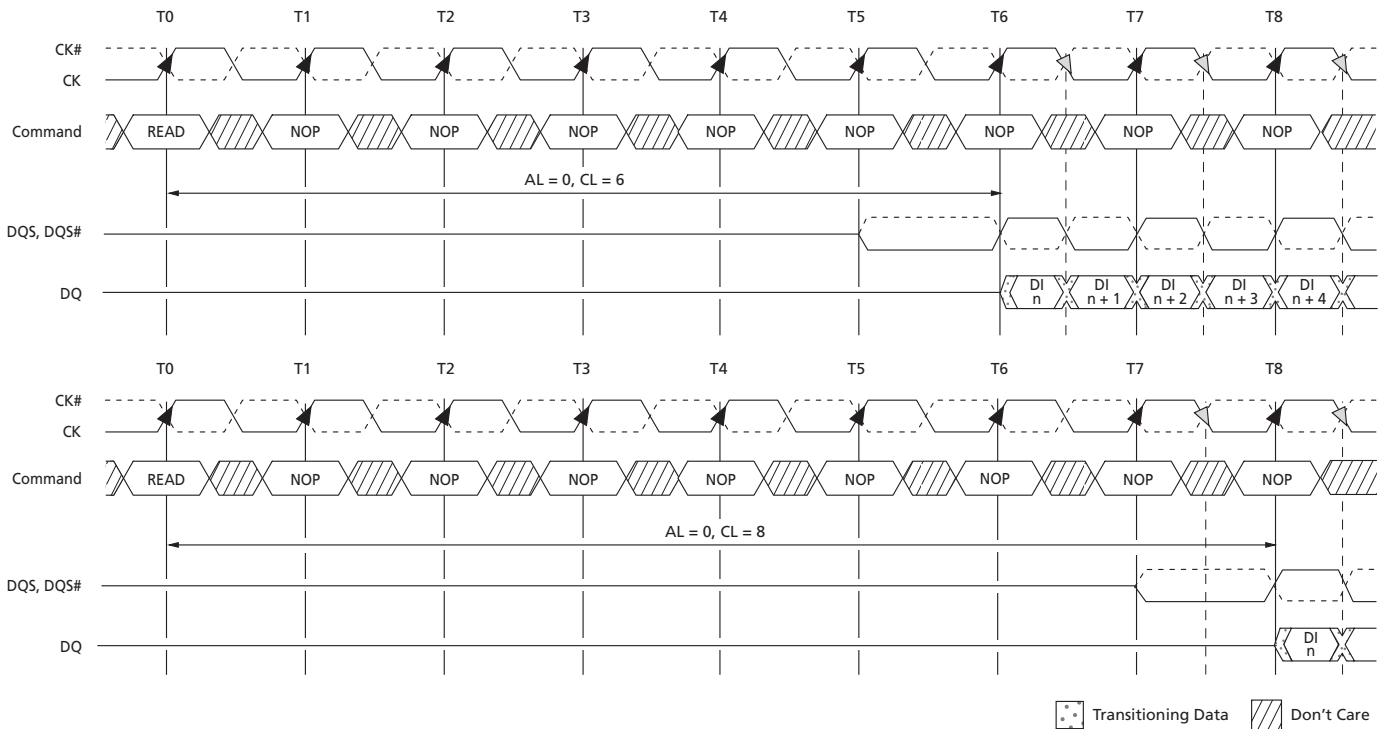 T0 T1 T2 T3 T4 T5 T6 T7 T8
CK#
CK
Command READ NOP NOP NOP NOP NOP NOP NOP NOP
AL = 0, CL = 6
DQS, DQS#
DQ DI n DI n + 1 DI n + 2 DI n + 3 DI n + 4
T0 T1 T2 T3 T4 T5 T6 T7 T8
CK#
CK
Command READ NOP NOP NOP NOP NOP NOP NOP NOP
AL = 0, CL = 8
DQS, DQS#
DQ DI n
Transitioning Data Don't Care